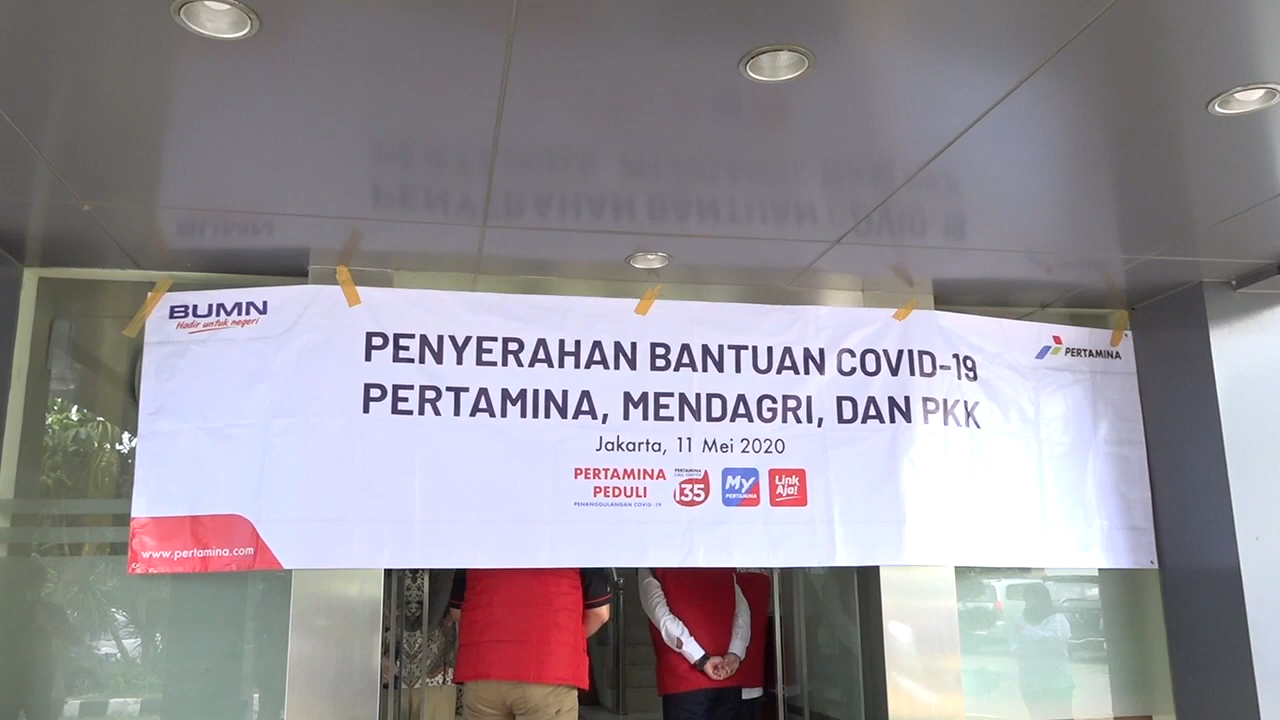 BUMN
Hadir untuk negeri
PERTAMINA
PENYERAHAN BANTUAN COVID-19
PERTAMINA, MENDAGRI, DAN PKK
Jakarta, 11 Mei 2020
PERTAMINA
PEDULI
PENANGGULANGAN COVID-19
PERTAMINA
CALL CENTER
135
My
PERTAMINA
Link
Aja!
www.pertamina.com